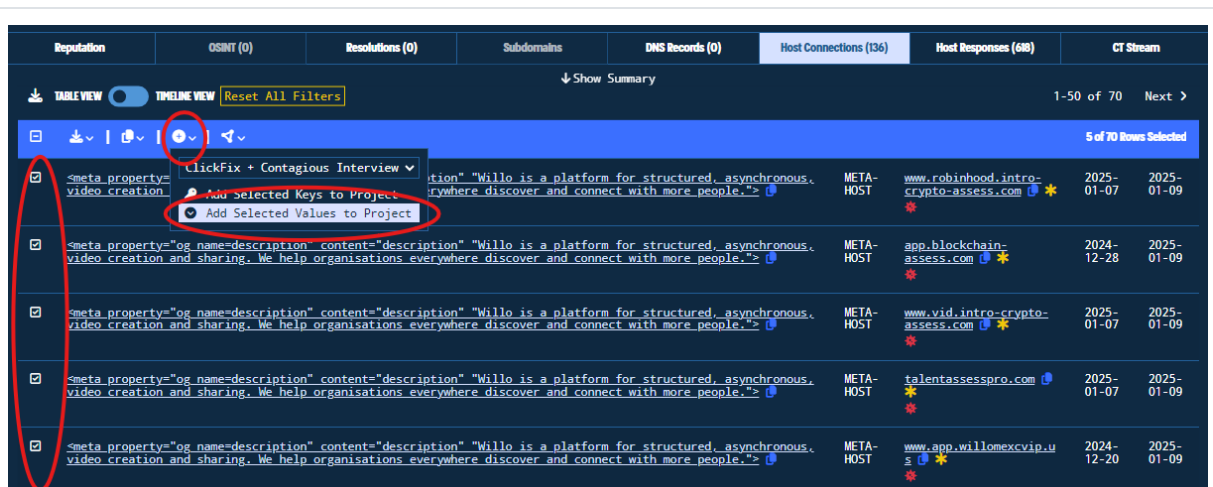 Reputation OSINT (0) Resolutions (0) Subdomains DNS Records (0) Host Connections (136) Host Responses (618) CT Stream
Show Summary
TABLE VIEW TIMELINE VIEW Reset All Filters 1-50 of 70 Next
5 of 70 Rows Selected
ClickFix + Contagious Interview
Add Selected Keys to Project
Add Selected Values to Project
<meta property= tion" "Willo is a platform for structured, asynchronous, META- www.robinhood.intro- 2025- 2025-
video creation erywhere discover and connect with more people."> HOST crypto-assess.com 01-07 01-09
<meta property="og name=description" content="description" "Willo is a platform for structured, asynchronous, META- app.blockchain- 2024- 2025-
video creation and sharing. We help organisations everywhere discover and connect with more people."> HOST assess.com 12-28 01-09
<meta property="og name=description" content="description" "Willo is a platform for structured, asynchronous, META- www.vid.intro-crypto- 2025- 2025-
video creation and sharing. We help organisations everywhere discover and connect with more people."> HOST assess.com 01-07 01-09
<meta property="og name=description" content="description" "Willo is a platform for structured, asynchronous, META- talentassesspro.com 2025- 2025-
video creation and sharing. We help organisations everywhere discover and connect with more people."> HOST 01-07 01-09
<meta property="og name=description" content="description" "Willo is a platform for structured, asynchronous, META- www.app.willomexcvip.u 2024- 2025-
video creation and sharing. We help organisations everywhere discover and connect with more people."> HOST s 12-20 01-09